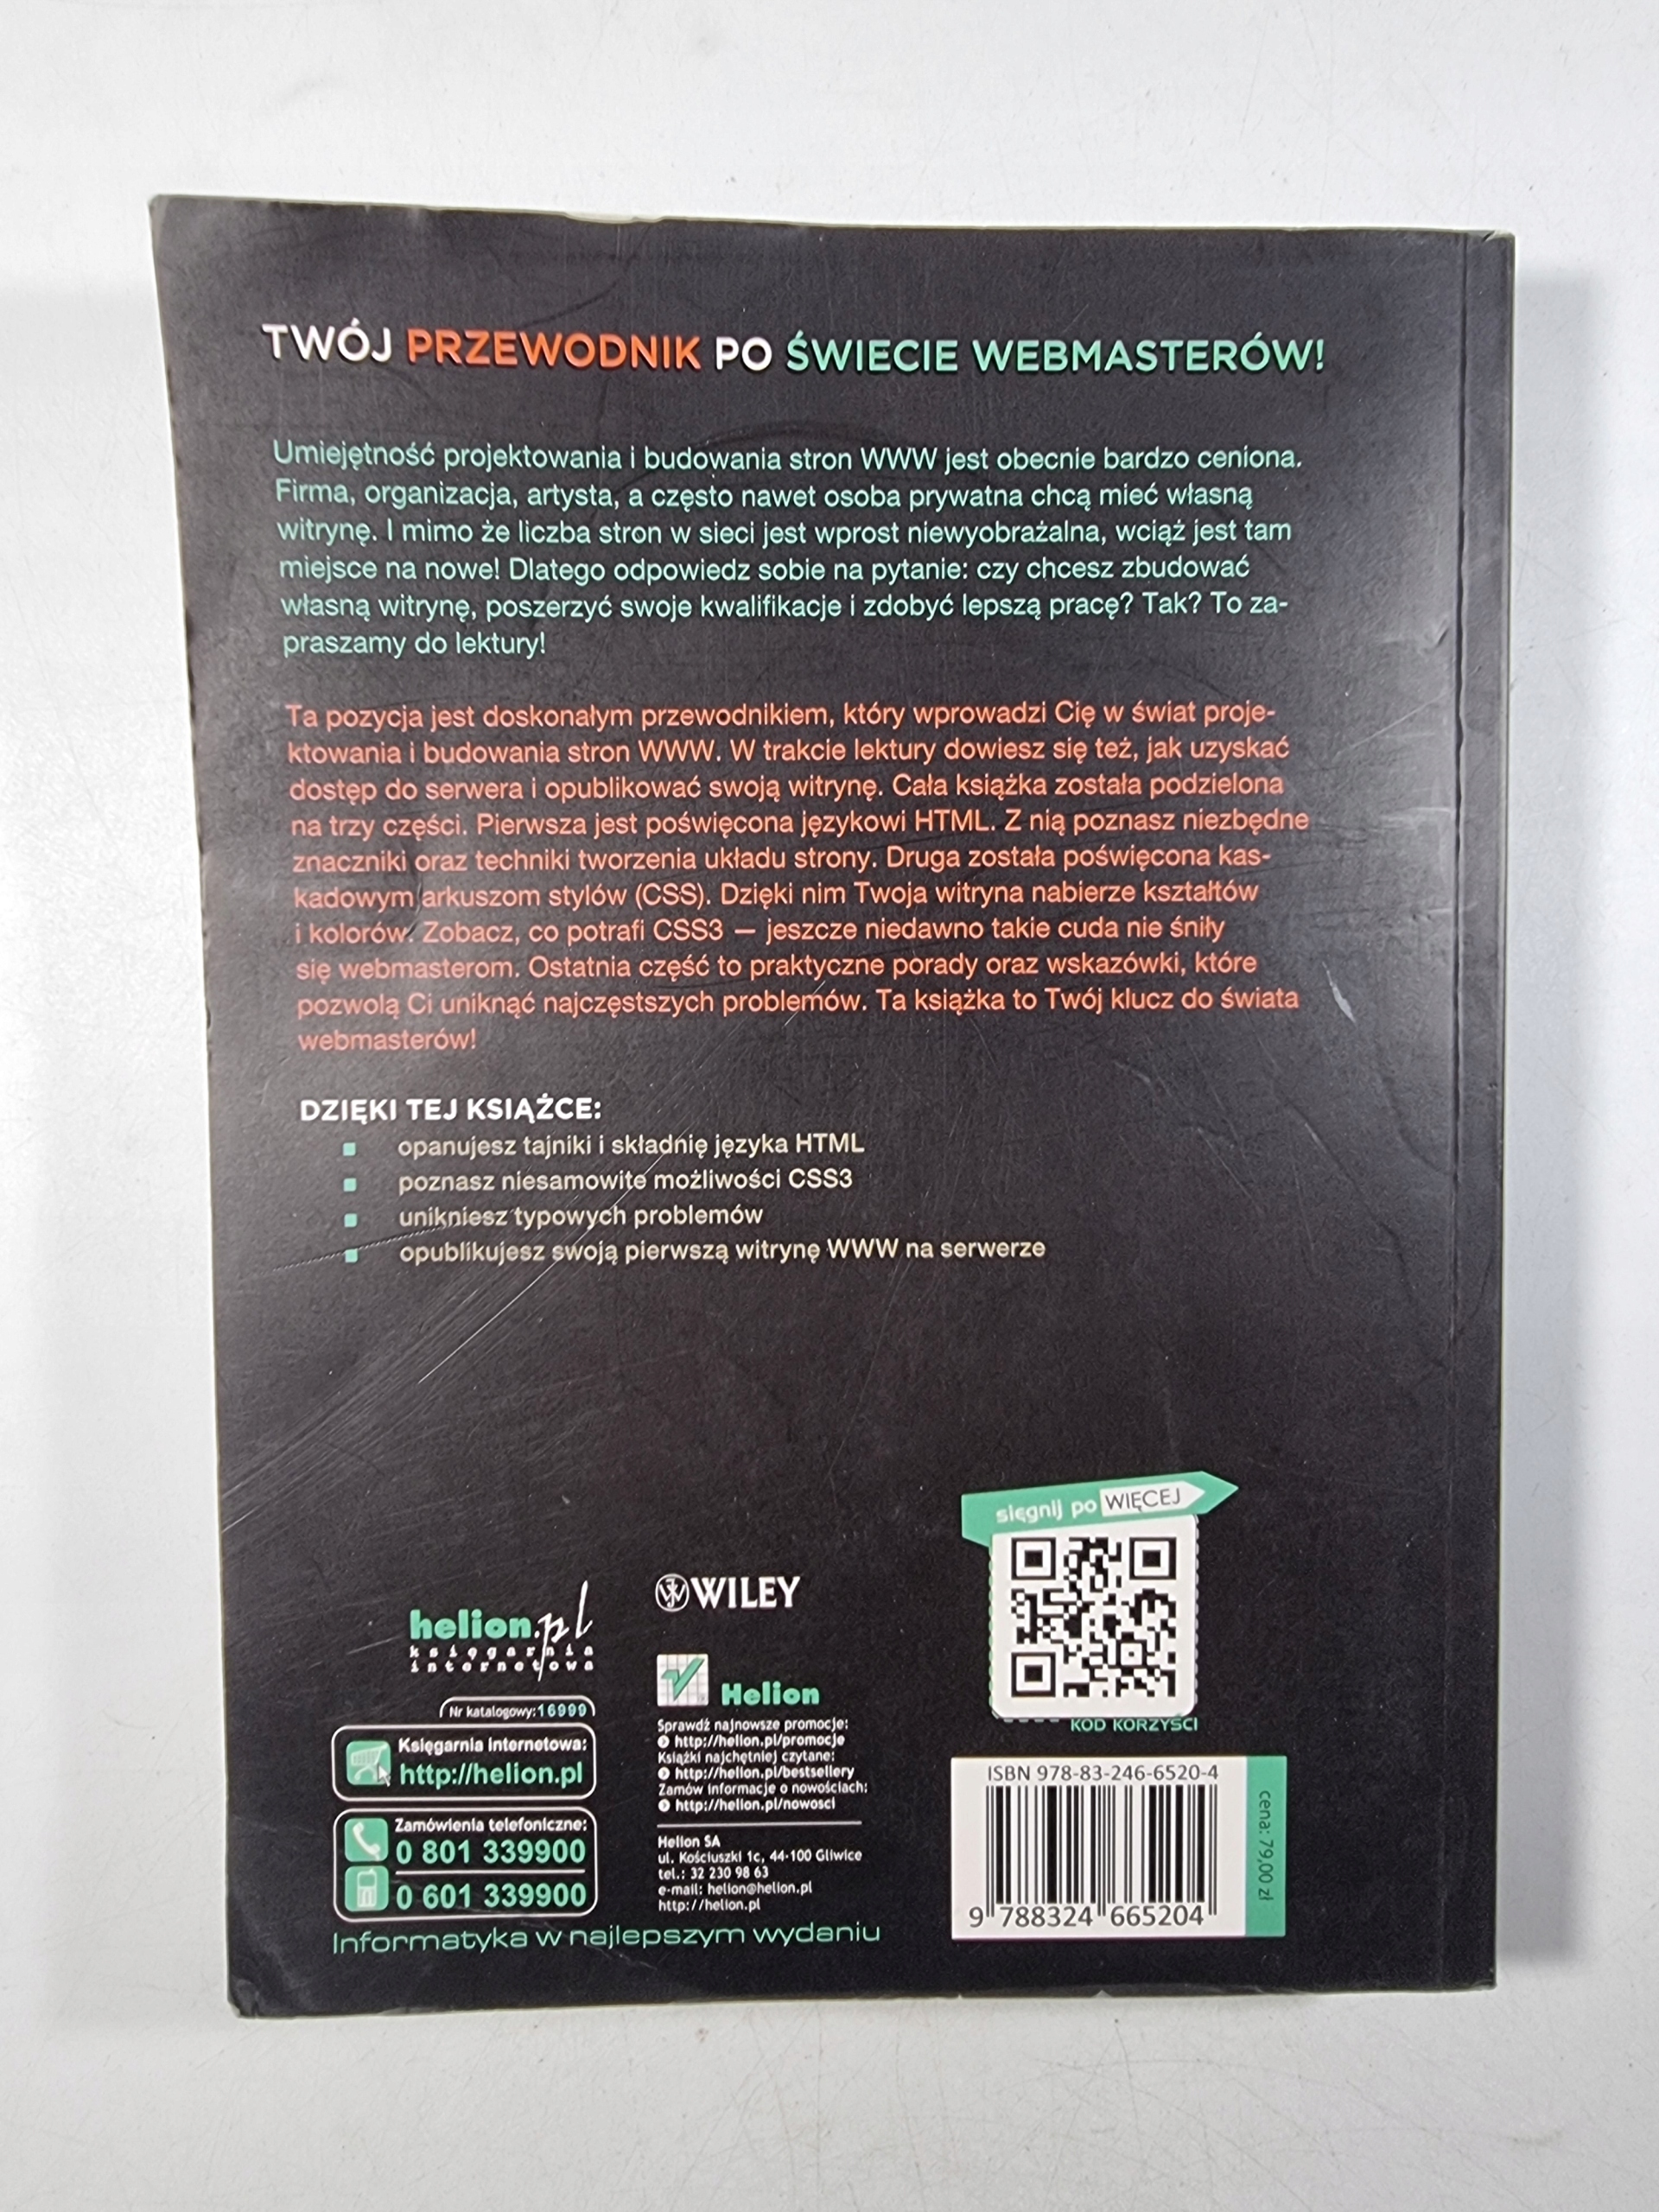 TWÓJ PRZEWODNIK PO ŚWIECIE WEBMASTERÓW!
Umiejętność projektowania i budowania stron WWW jest obecnie bardzo ceniona.
Firma, organizacja, artysta, a często nawet osoba prywatna chcą mieć własną
witrynę. I mimo że liczba stron w sieci jest wprost niewyobrażalna, wciąż jest tam
miejsce na nowe! Dlatego odpowiedz sobie na pytanie: czy chcesz zbudować
własną witrynę, poszerzyć swoje kwalifikacje i zdobyć lepszą pracę? Tak? To za-
praszamy do lektury!
Ta pozycja jest doskonałym przewodnikiem, który wprowadzi Cię w świat proje-
ktowania i budowania stron WWW. W trakcie lektury dowiesz się też, jak uzyskać
dostęp do serwera i opublikować swoją witrynę. Cała książka została podzielona
na trzy części. Pierwsza jest poświęcona językowi HTML. Z nią poznasz niezbędne
znaczniki oraz techniki tworzenia układu strony. Druga została poświęcona kas-
kadowym arkuszom stylów (CSS). Dzięki nim Twoja witryna nabierze kształtów
i kolorów. Zobacz, co potrafi CSS3 — jeszcze niedawno takie cuda nie śniły
się webmasterom. Ostatnia część to praktyczne porady oraz wskazówki, które
pozwolą Ci uniknąć najczęstszych problemów. Ta książka to Twój klucz do świata
webmasterów!
DZIĘKI TEJ KSIĄŻCE:
opanujesz tajniki i składnię języka HTML
poznasz niesamowite możliwości CSS3
unikniesz typowych problemów
opublikujesz swoją pierwszą witrynę WWW na serwerze
helion.pl
księgarnia
internetowa
Nr katalogowy: 16999
Księgarnia internetowa:
http://helion.pl
Zamówienia telefoniczne:
0 801 339900
0 601 339900
WILEY
Helion
Sprawdź najnowsze promocje:
http://helion.pl/promocje
Książki najchętniej czytane:
http://helion.pl/bestsellery
Zamów informacje o nowościach:
http://helion.pl/nowosci
Helion SA
ul. Kościuszki 1c, 44-100 Gliwice
tel.: 32 230 98 63
e-mail: helion@helion.pl
http://helion.pl
Informatyka w najlepszym wydaniu
sięgnij po WIĘCEJ
KOD KORZYŚCI
ISBN 978-83-246-6520-4
9 788324 665204
cena: 79,00 zł